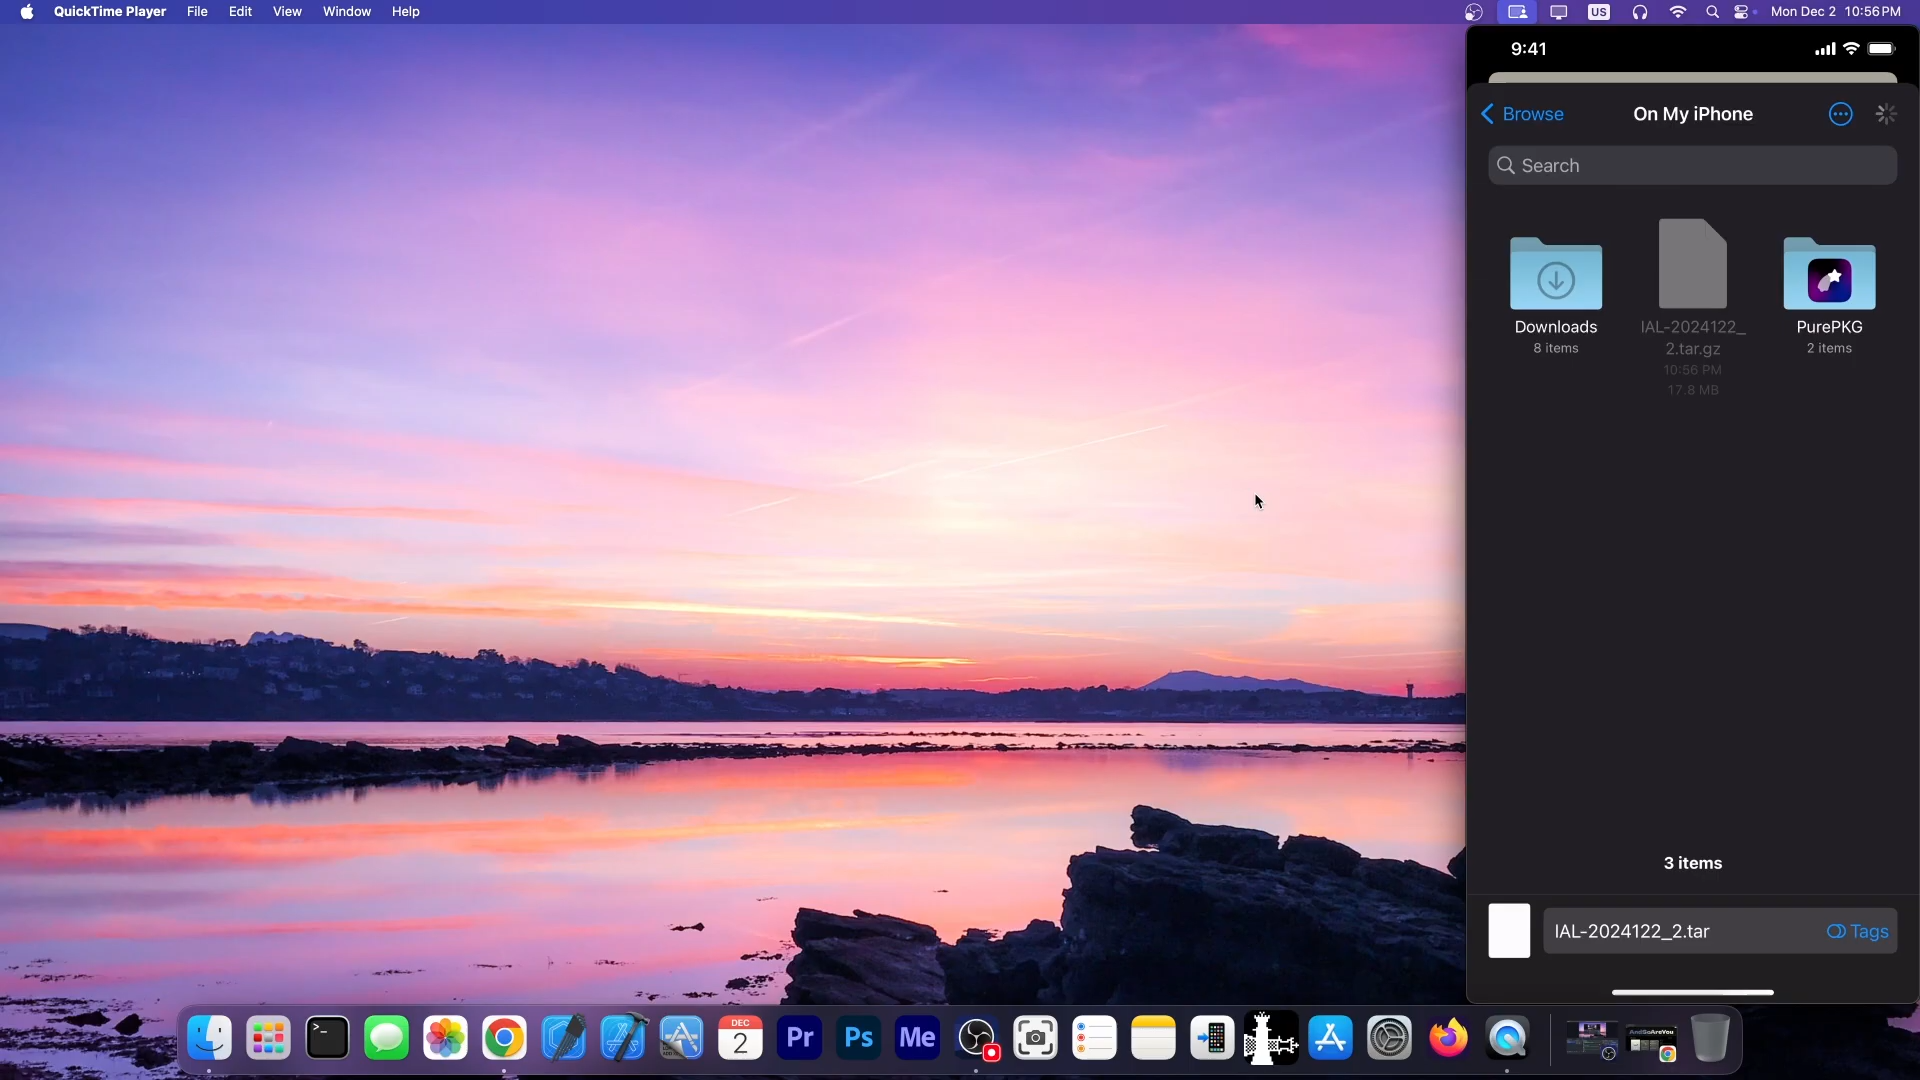 QuickTime Player File Edit View Window Help
US Mon Dec 2 10:56 PM
9:41
Browse On My iPhone
Search
Downloads
8 items
IAL-2024122_
2.tar.gz
10:56 PM
17.8 MB
PurePKG
2 items
3 items
IAL-2024122_2.tar Tags
DEC
2
Pr
Ps
Me
>_
AndSoAreYou